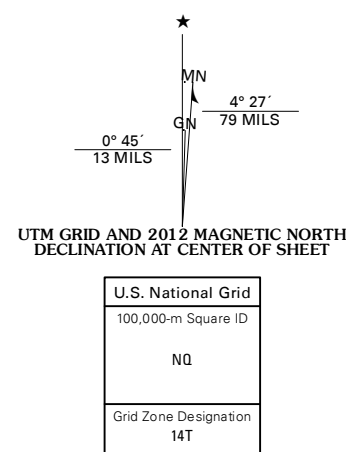 ★
MN
4° 27´
79 MILS
GN
0° 45´
13 MILS
UTM GRID AND 2012 MAGNETIC NORTH
DECLINATION AT CENTER OF SHEET
U.S. National Grid
100,000-m Square ID
NQ
Grid Zone Designation
14T